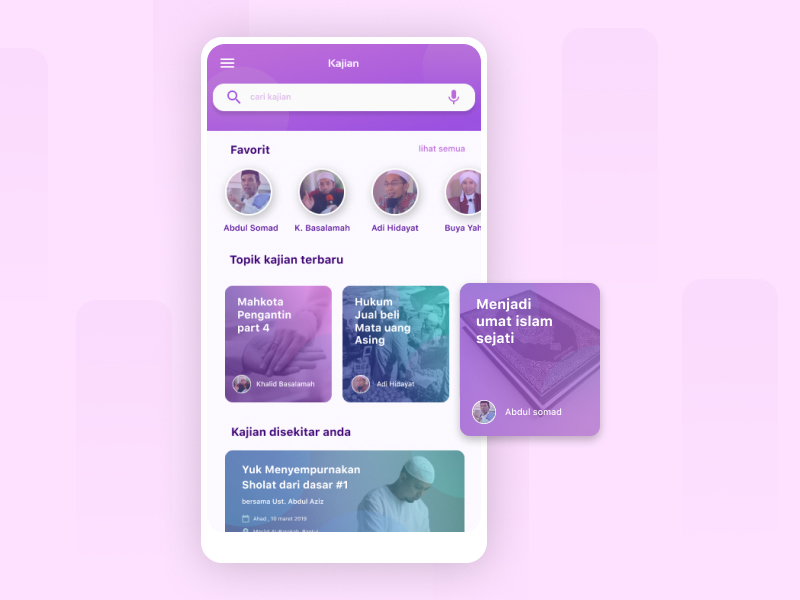 Kajian
cari kajian
Favorit
lihat semua
Abdul Somad
K. Basalamah
Adi Hidayat
Buya Yah
Topik kajian terbaru
Mahkota
Pengantin
part 4
Khalid Basalamah
Hukum
Jual beli
Mata uang
Asing
Adi Hidayat
Menjadi
umat islam
sejati
Abdul somad
Kajian disekitar anda
Yuk Menyempurnakan
Sholat dari dasar #1
bersama Ust. Abdul Aziz
Ahad, 10 maret 2019